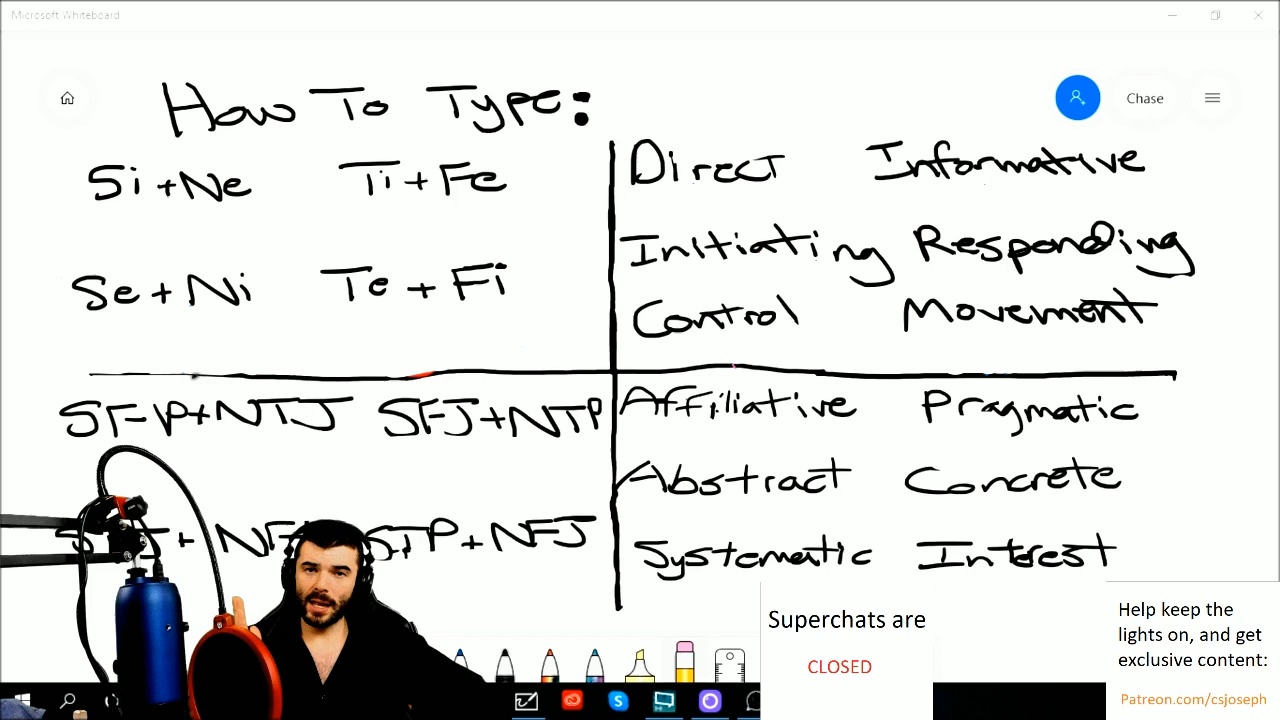 Microsoft Whiteboard
Chase
How To Type:
Si + Ne Ti + Fe
Se + Ni Te + Fi
Direct Informative
Initiating Responding
Control Movement
SFP + NTJ SFJ + NTP
STP + NFJ
Affiliative Pragmatic
Abstract Concrete
Systematic Interest
Superchats are
CLOSED
Help keep the
lights on, and get
exclusive content:
Patreon.com/csjoseph